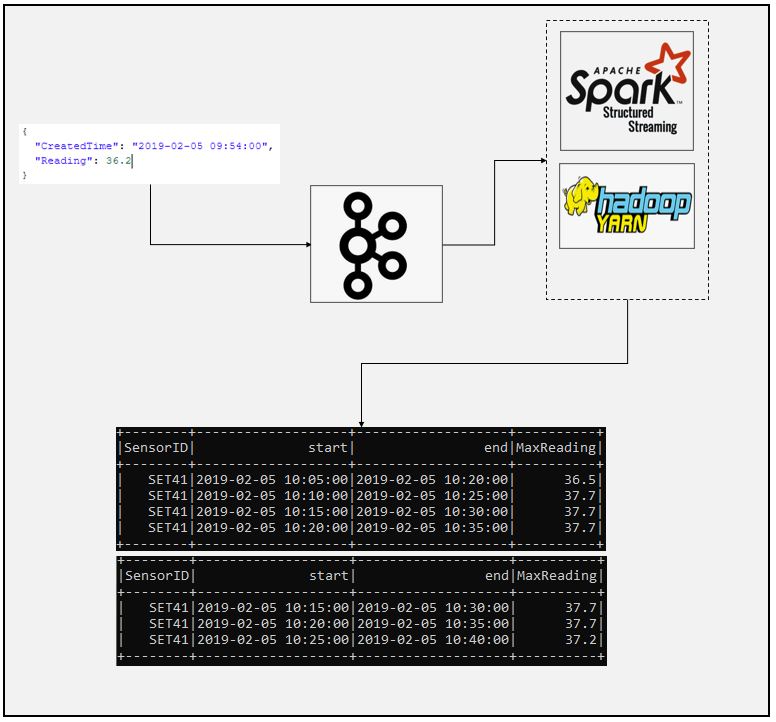 {
"CreatedTime": "2019-02-05 09:54:00",
"Reading": 36.2
}
APACHE
Spark™
Structured
Streaming
hadoop
YARN
+--------+-------------------+-------------------+----------+
|SensorID|              start|                end|MaxReading|
+--------+-------------------+-------------------+----------+
|   SET41|2019-02-05 10:05:00|2019-02-05 10:20:00|      36.5|
|   SET41|2019-02-05 10:10:00|2019-02-05 10:25:00|      37.7|
|   SET41|2019-02-05 10:15:00|2019-02-05 10:30:00|      37.7|
|   SET41|2019-02-05 10:20:00|2019-02-05 10:35:00|      37.7|
+--------+-------------------+-------------------+----------+
+--------+-------------------+-------------------+----------+
|SensorID|              start|                end|MaxReading|
+--------+-------------------+-------------------+----------+
|   SET41|2019-02-05 10:15:00|2019-02-05 10:30:00|      37.7|
|   SET41|2019-02-05 10:20:00|2019-02-05 10:35:00|      37.7|
|   SET41|2019-02-05 10:25:00|2019-02-05 10:40:00|      37.2|
+--------+-------------------+-------------------+----------+